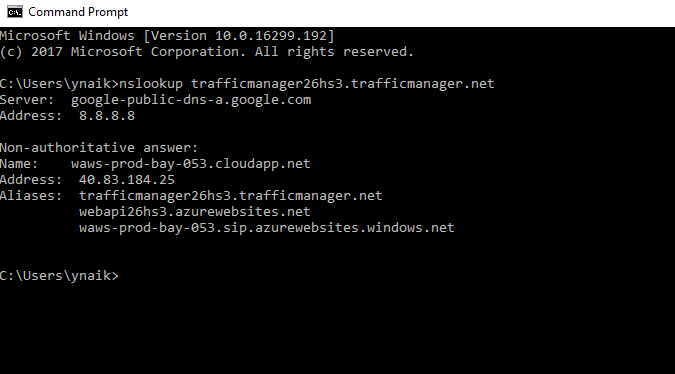 Command Prompt
Microsoft Windows [Version 10.0.16299.192]
(c) 2017 Microsoft Corporation. All rights reserved.
C:\Users\ynaik>nslookup trafficmanager26hs3.trafficmanager.net
Server:  google-public-dns-a.google.com
Address:  8.8.8.8
Non-authoritative answer:
Name:    waws-prod-bay-053.cloudapp.net
Address:  40.83.184.25
Aliases:  trafficmanager26hs3.trafficmanager.net
webapi26hs3.azurewebsites.net
waws-prod-bay-053.sip.azurewebsites.windows.net
C:\Users\ynaik>